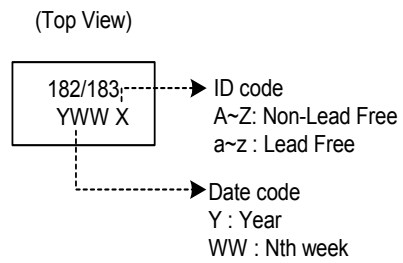 (Top View)
182/183
YWW X
ID code
A~Z: Non-Lead Free
a~z : Lead Free
Date code
Y : Year
WW : Nth week